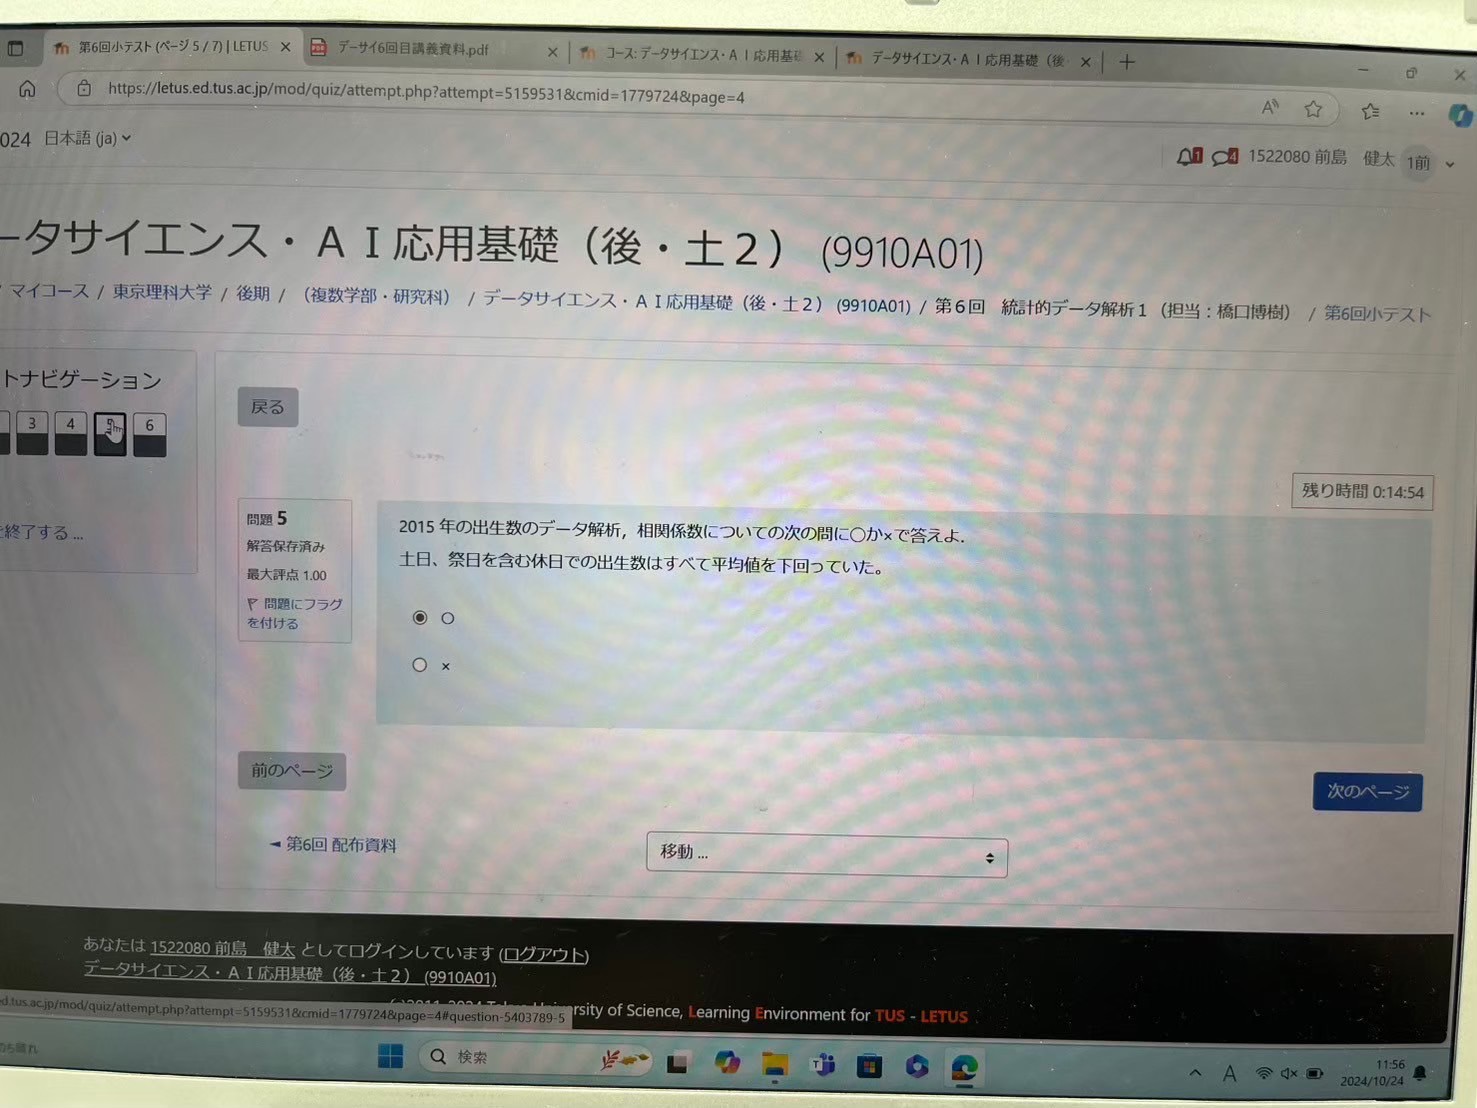 第6回小テスト (ページ 5 / 7) | LETUS
データサイ6回目講義資料.pdf
コース: データサイエンス・ＡＩ応用基礎
データサイエンス・ＡＩ応用基礎（後
https://letus.ed.tus.ac.jp/mod/quiz/attempt.php?attempt=5159531&cmid=1779724&page=4
024 日本語 (ja)
1 4 1522080 前島　健太 1前
ータサイエンス・ＡＩ応用基礎（後・土２） (9910A01)
マイコース / 東京理科大学 / 後期 / （複数学部・研究科） / データサイエンス・ＡＩ応用基礎（後・土２） (9910A01) / 第６回　統計的データ解析１（担当：橋口博樹） / 第6回小テスト
トナビゲーション
3 4 5 6
終了する ...
戻る
残り時間 0:14:54
問題 5
解答保存済み
最大評点 1.00
問題にフラグ
を付ける
2015 年の出生数のデータ解析，相関係数についての次の問に○か×で答えよ．
土日、祭日を含む休日での出生数はすべて平均値を下回っていた。
○
×
前のページ
次のページ
◄ 第6回 配布資料
移動 ...
あなたは 1522080 前島　健太 としてログインしています (ログアウト)
データサイエンス・ＡＩ応用基礎（後・土２） (9910A01)
ed.tus.ac.jp/mod/quiz/attempt.php?attempt=5159531&cmid=1779724&page=4#question-5403789-5
rsity of Science, Learning Environment for TUS - LETUS
検索
A
11:56
2024/10/24